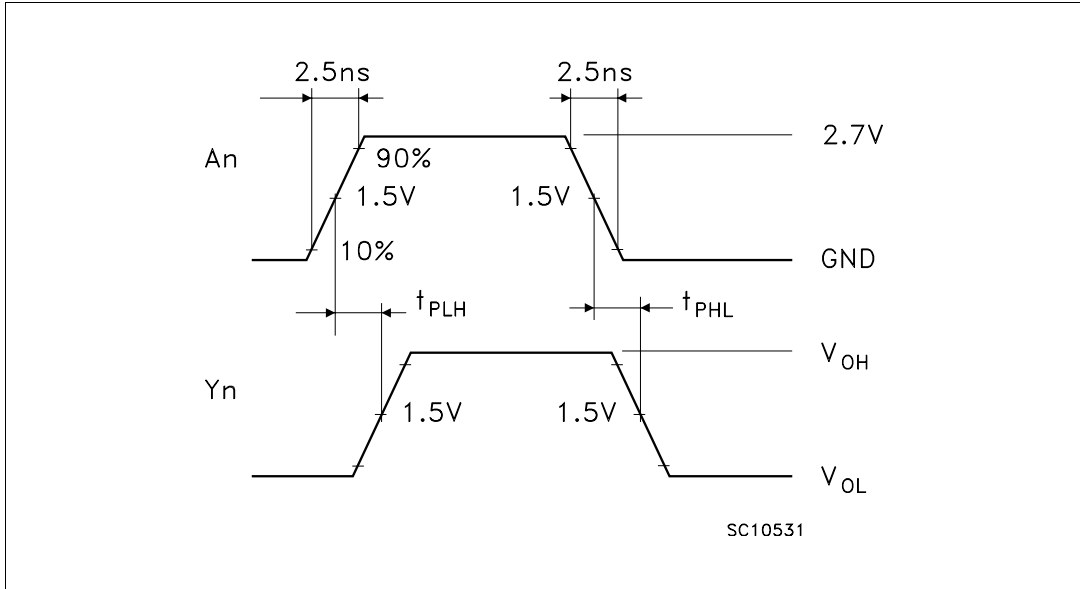 2.5ns 2.5ns
An 2.7V
90%
1.5V 1.5V
10%
GND
tPLH tPHL
VOH
Yn
1.5V 1.5V
VOL
SC10531